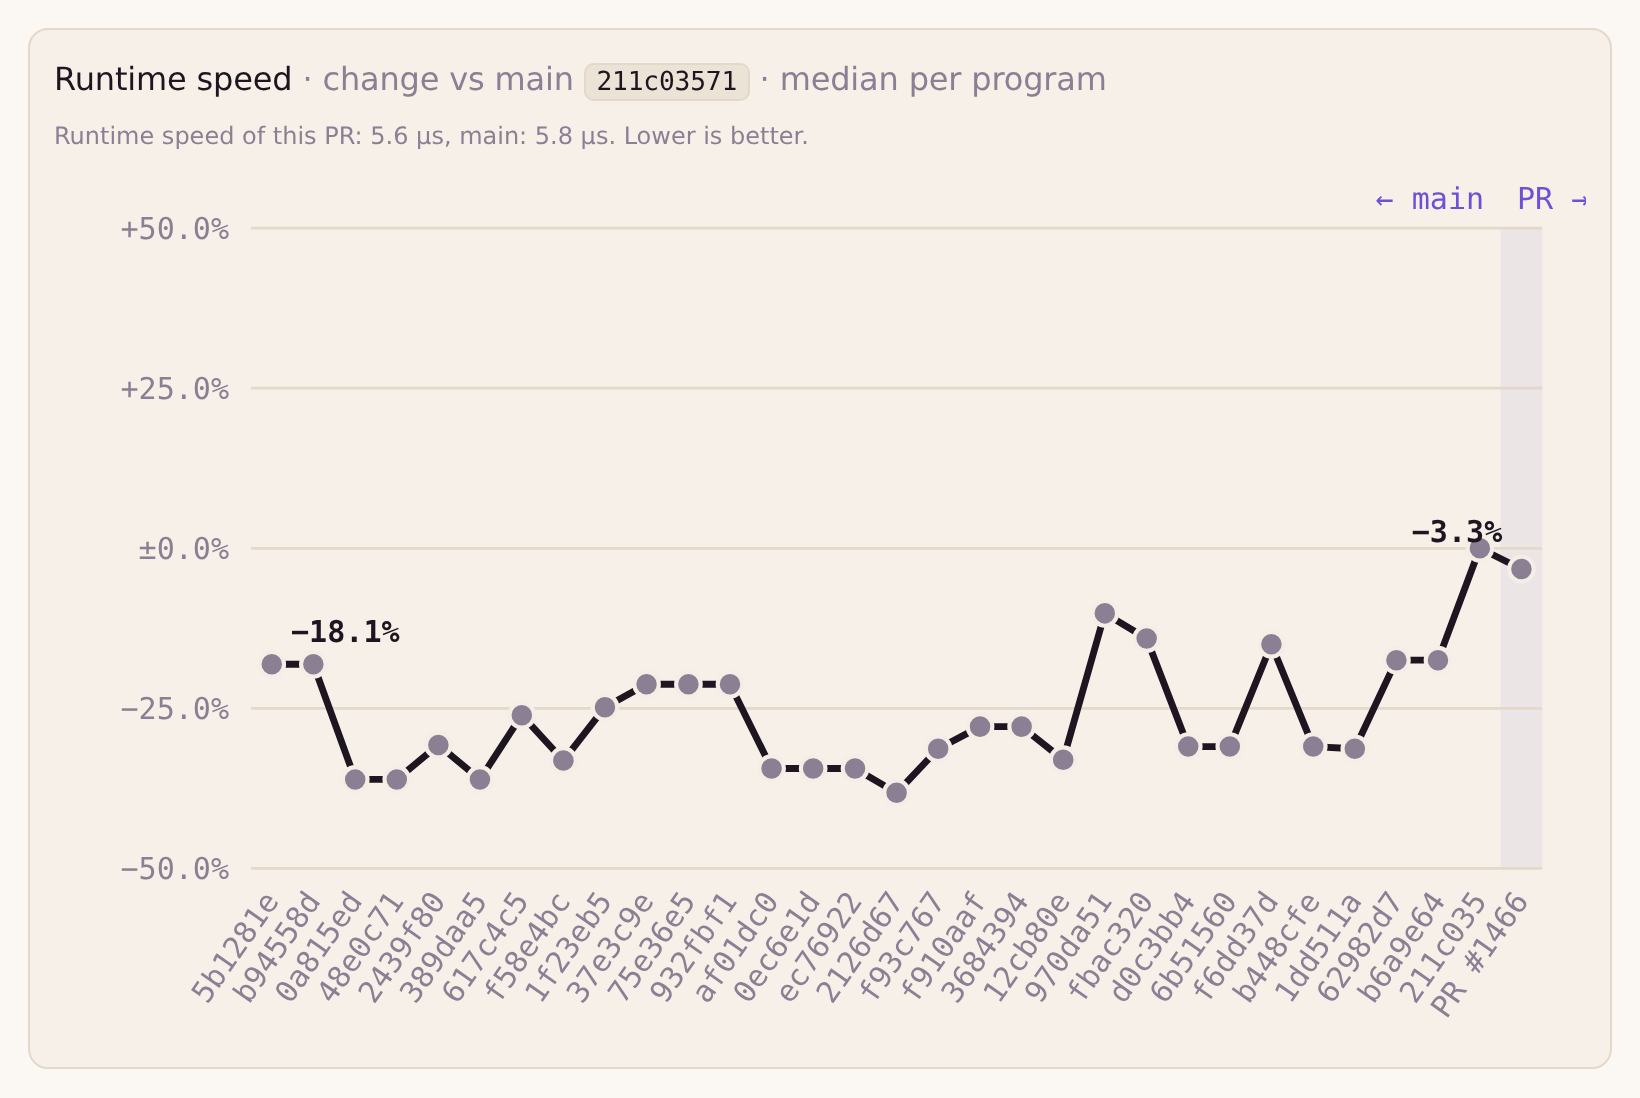 Runtime speed · change vs main 211c03571 · median per program
Runtime speed of this PR: 5.6 µs, main: 5.8 µs. Lower is better.
← main PR →
+50.0%
+25.0%
±0.0%
−25.0%
−50.0%
−18.1%
−3.3%
5b1281e
b94558d
0a815ed
48e0c71
2439f80
389daa5
617c4c5
f58e4bc
1f23eb5
37e3c9e
75e36e5
932fbf1
af01dc0
0ec6e1d
ec76922
2126d67
f93c767
f910aaf
3684394
12cb80e
970da51
fbac320
d0c3bb4
6b51560
f6dd37d
b448cfe
1dd511a
62982d7
b6a9e64
211c035
PR #1466